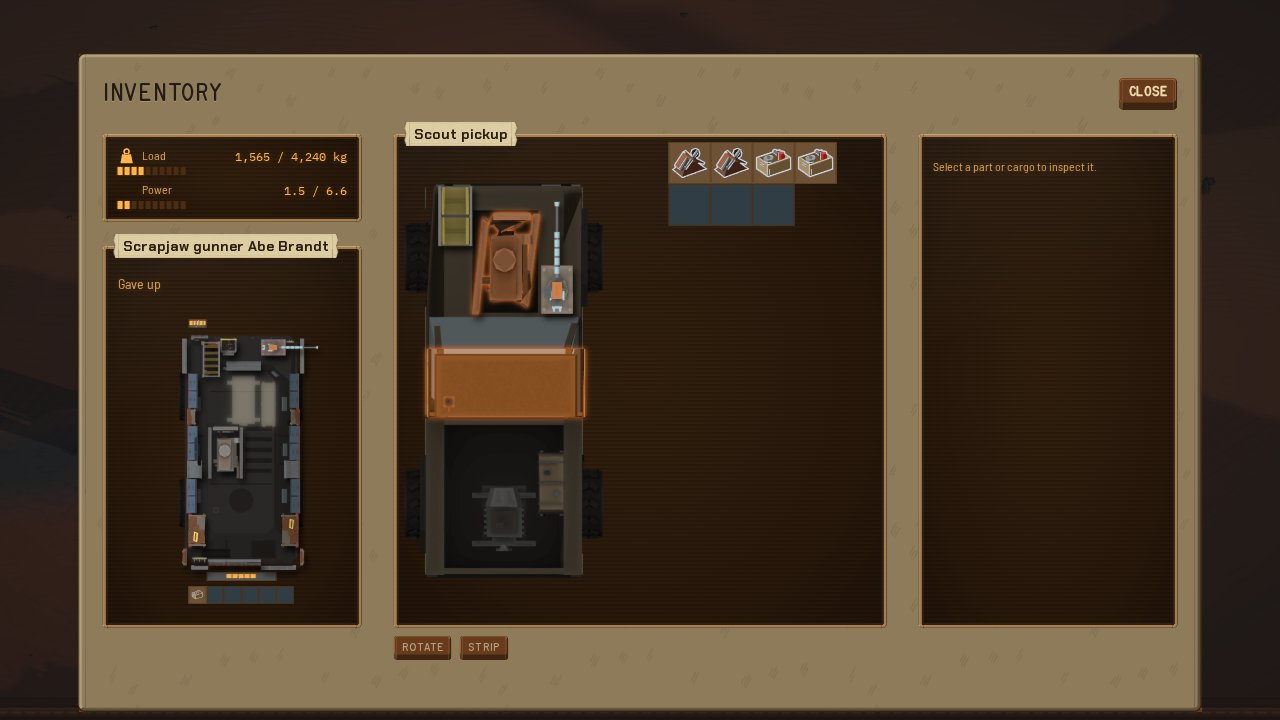 INVENTORY
CLOSE
Load
1,565 / 4,240 kg
Power
1.5 / 6.6
Scrapjaw gunner Abe Brandt
Gave up
Scout pickup
ROTATE
STRIP
Select a part or cargo to inspect it.